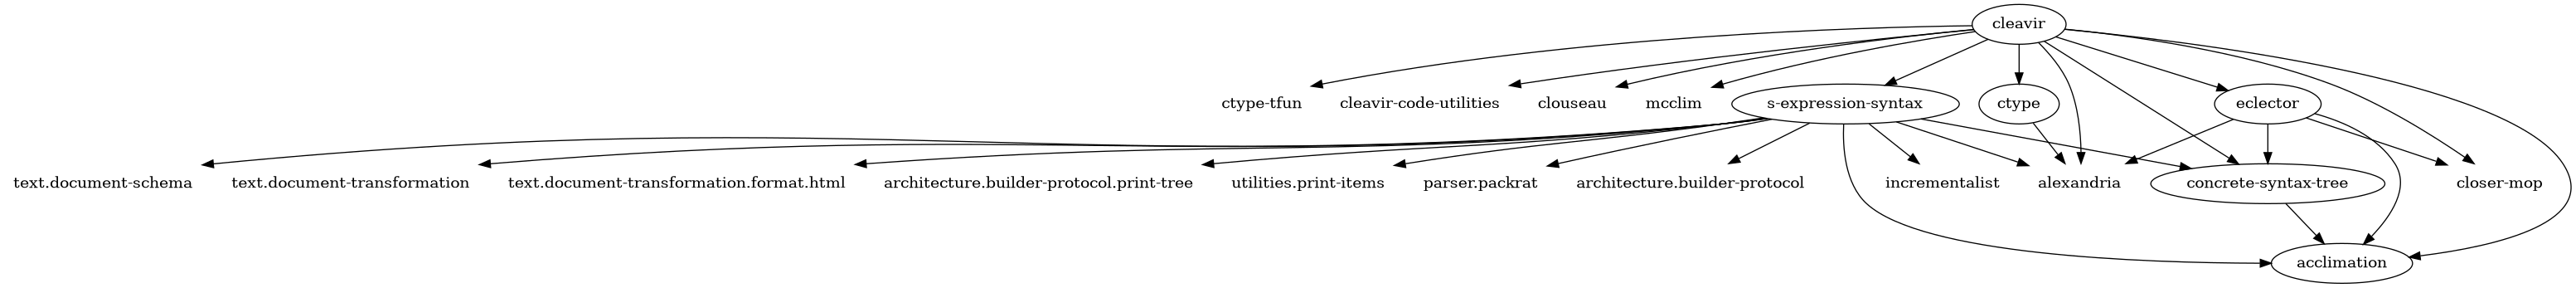 cleavir
ctype-tfun
cleavir-code-utilities
clouseau
mcclim
s-expression-syntax
ctype
eclector
text.document-schema
text.document-transformation
text.document-transformation.format.html
architecture.builder-protocol.print-tree
utilities.print-items
parser.packrat
architecture.builder-protocol
incrementalist
alexandria
concrete-syntax-tree
closer-mop
acclimation